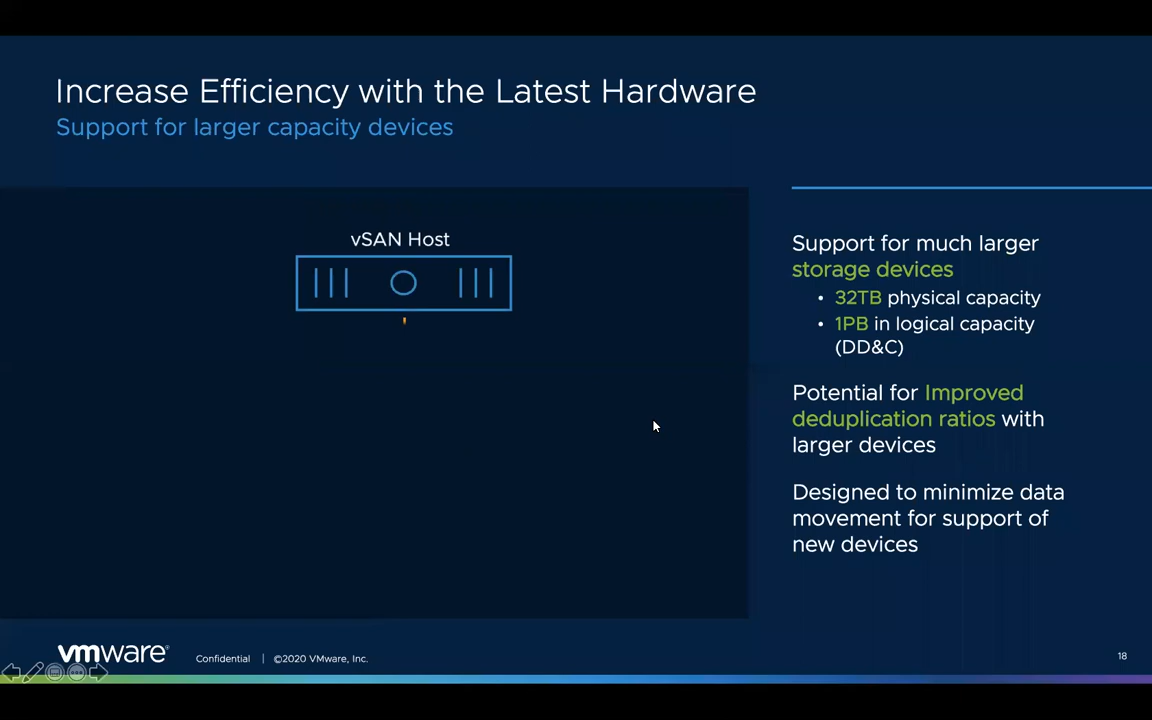 Increase Efficiency with the Latest Hardware
Support for larger capacity devices
vSAN Host
Support for much larger
storage devices
• 32TB physical capacity
• 1PB in logical capacity
(DD&C)
Potential for Improved
deduplication ratios with
larger devices
Designed to minimize data
movement for support of
new devices
vmware®
Confidential | ©2020 VMware, Inc.
18